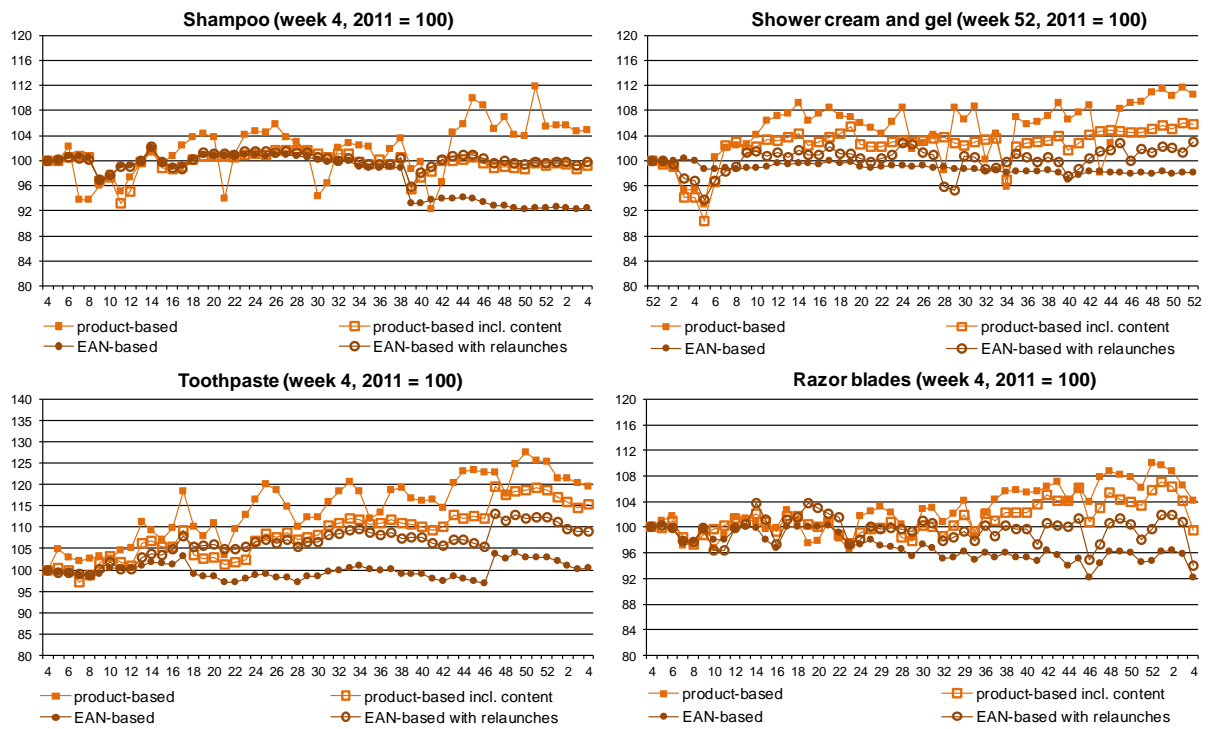 Shampoo (week 4, 2011 = 100)
120
116
112
108
104
100
96
92
88
84
80
4 6 8 10 12 14 16 18 20 22 24 26 28 30 32 34 36 38 40 42 44 46 48 50 52 2 4
product-based
product-based incl. content
EAN-based
EAN-based with relaunches
Shower cream and gel (week 52, 2011 = 100)
120
116
112
108
104
100
96
92
88
84
80
52 2 4 6 8 10 12 14 16 18 20 22 24 26 28 30 32 34 36 38 40 42 44 46 48 50 52
product-based
product-based incl. content
EAN-based
EAN-based with relaunches
Toothpaste (week 4, 2011 = 100)
140
135
130
125
120
115
110
105
100
95
90
85
80
4 6 8 10 12 14 16 18 20 22 24 26 28 30 32 34 36 38 40 42 44 46 48 50 52 2 4
product-based
product-based incl. content
EAN-based
EAN-based with relaunches
Razor blades (week 4, 2011 = 100)
120
116
112
108
104
100
96
92
88
84
80
4 6 8 10 12 14 16 18 20 22 24 26 28 30 32 29 36 38 40 42 44 46 48 50 52 2 4
product-based
product-based incl. content
EAN-based
EAN-based with relaunches